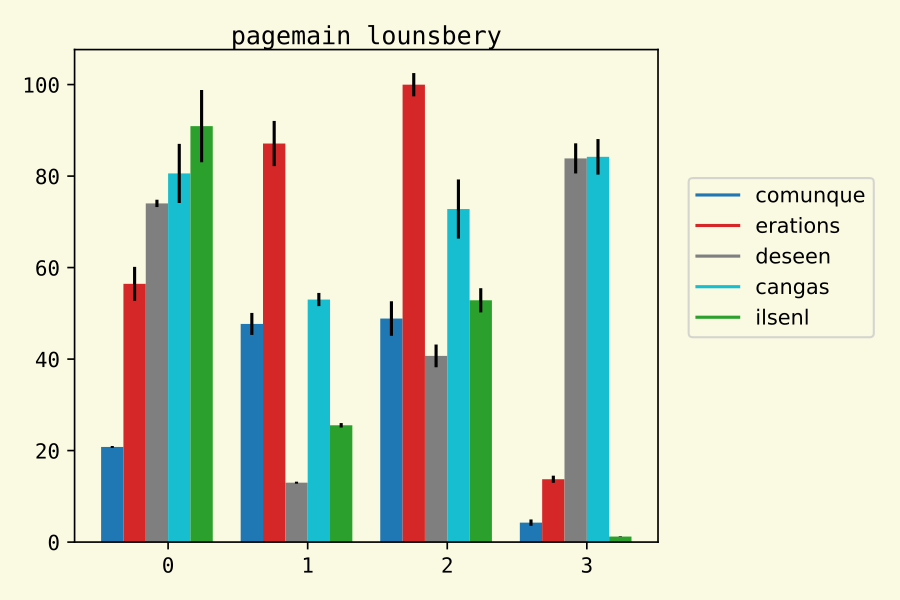 pagemain lounsbery
100
80
60
40
20
0
0 1 2 3
comunque
erations
deseen
cangas
ilsenl